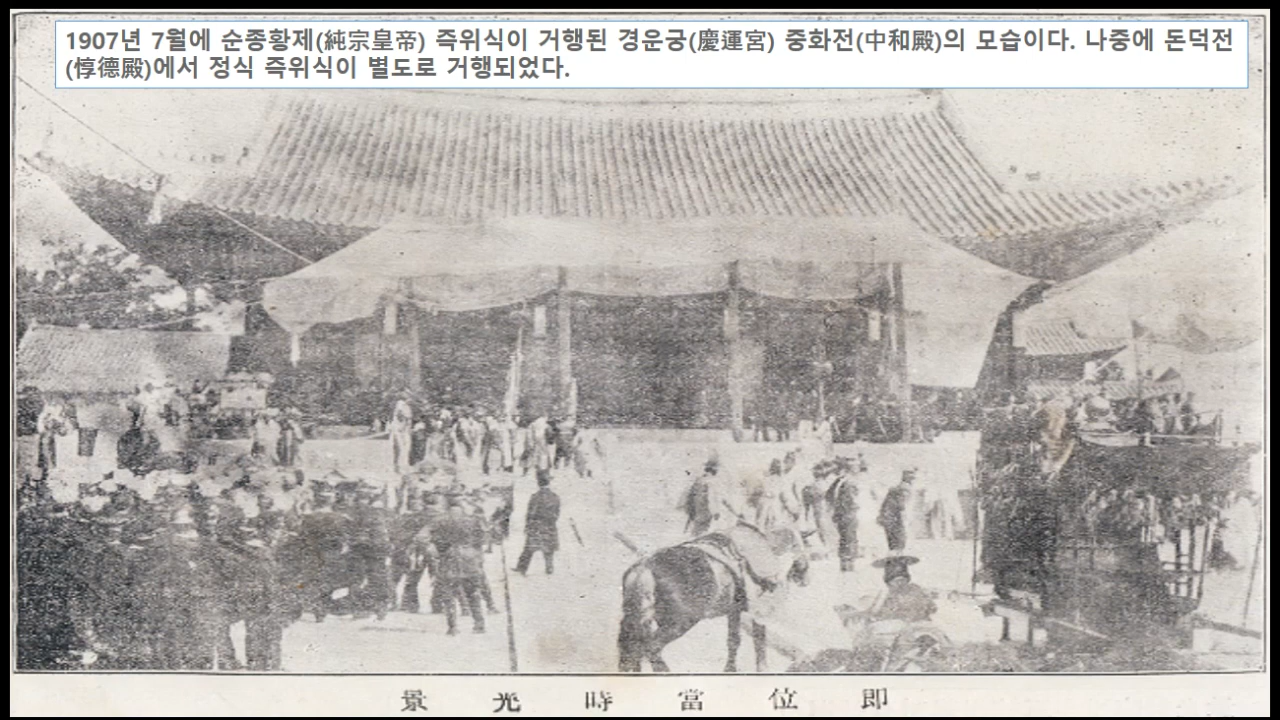 1907년 7월에 순종황제(純宗皇帝) 즉위식이 거행된 경운궁(慶運宮) 중화전(中和殿)의 모습이다. 나중에 돈덕전
(惇德殿)에서 정식 즉위식이 별도로 거행되었다.
景光時當位即